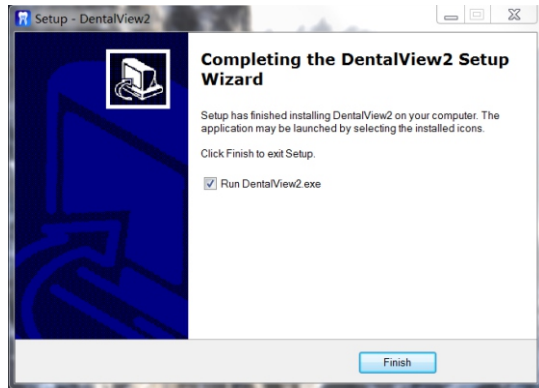 Setup - DentalView2
Completing the DentalView2 Setup
Wizard
Setup has finished installing DentalView2 on your computer. The
application may be launched by selecting the installed icons.
Click Finish to exit Setup.
Run DentalView2.exe
Finish